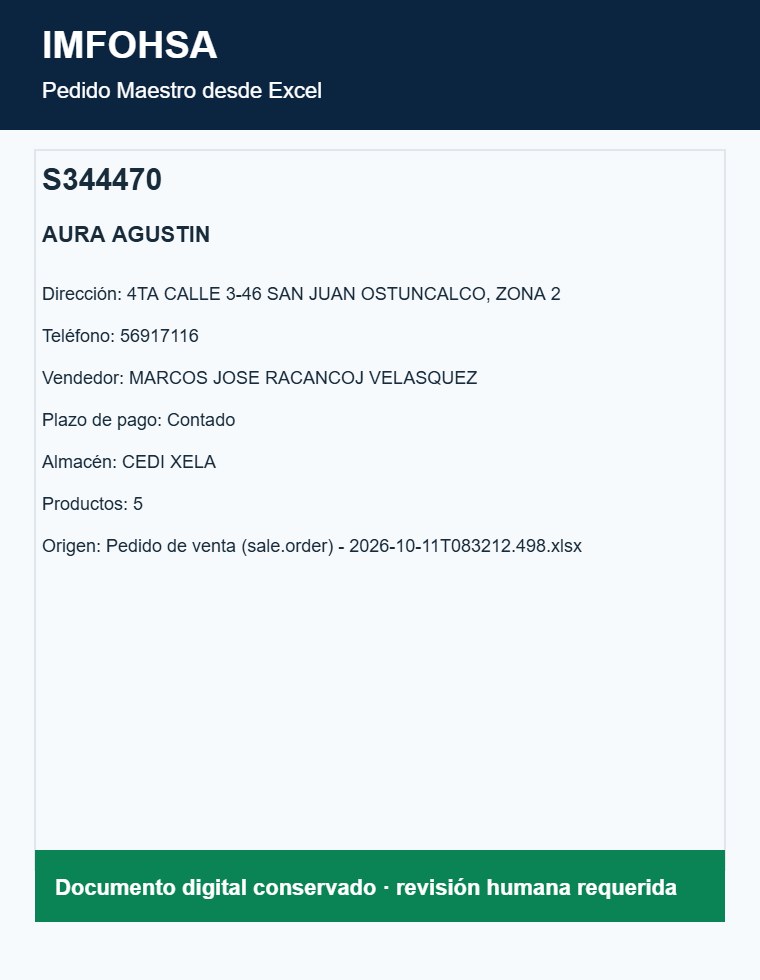 IMFOHSA
Pedido Maestro desde Excel
S344470
AURA AGUSTIN
Dirección: 4TA CALLE 3-46 SAN JUAN OSTUNCALCO, ZONA 2
Teléfono: 56917116
Vendedor: MARCOS JOSE RACANCOJ VELASQUEZ
Plazo de pago: Contado
Almacén: CEDI XELA
Productos: 5
Origen: Pedido de venta (sale.order) - 2026-10-11T083212.498.xlsx
Documento digital conservado · revisión humana requerida